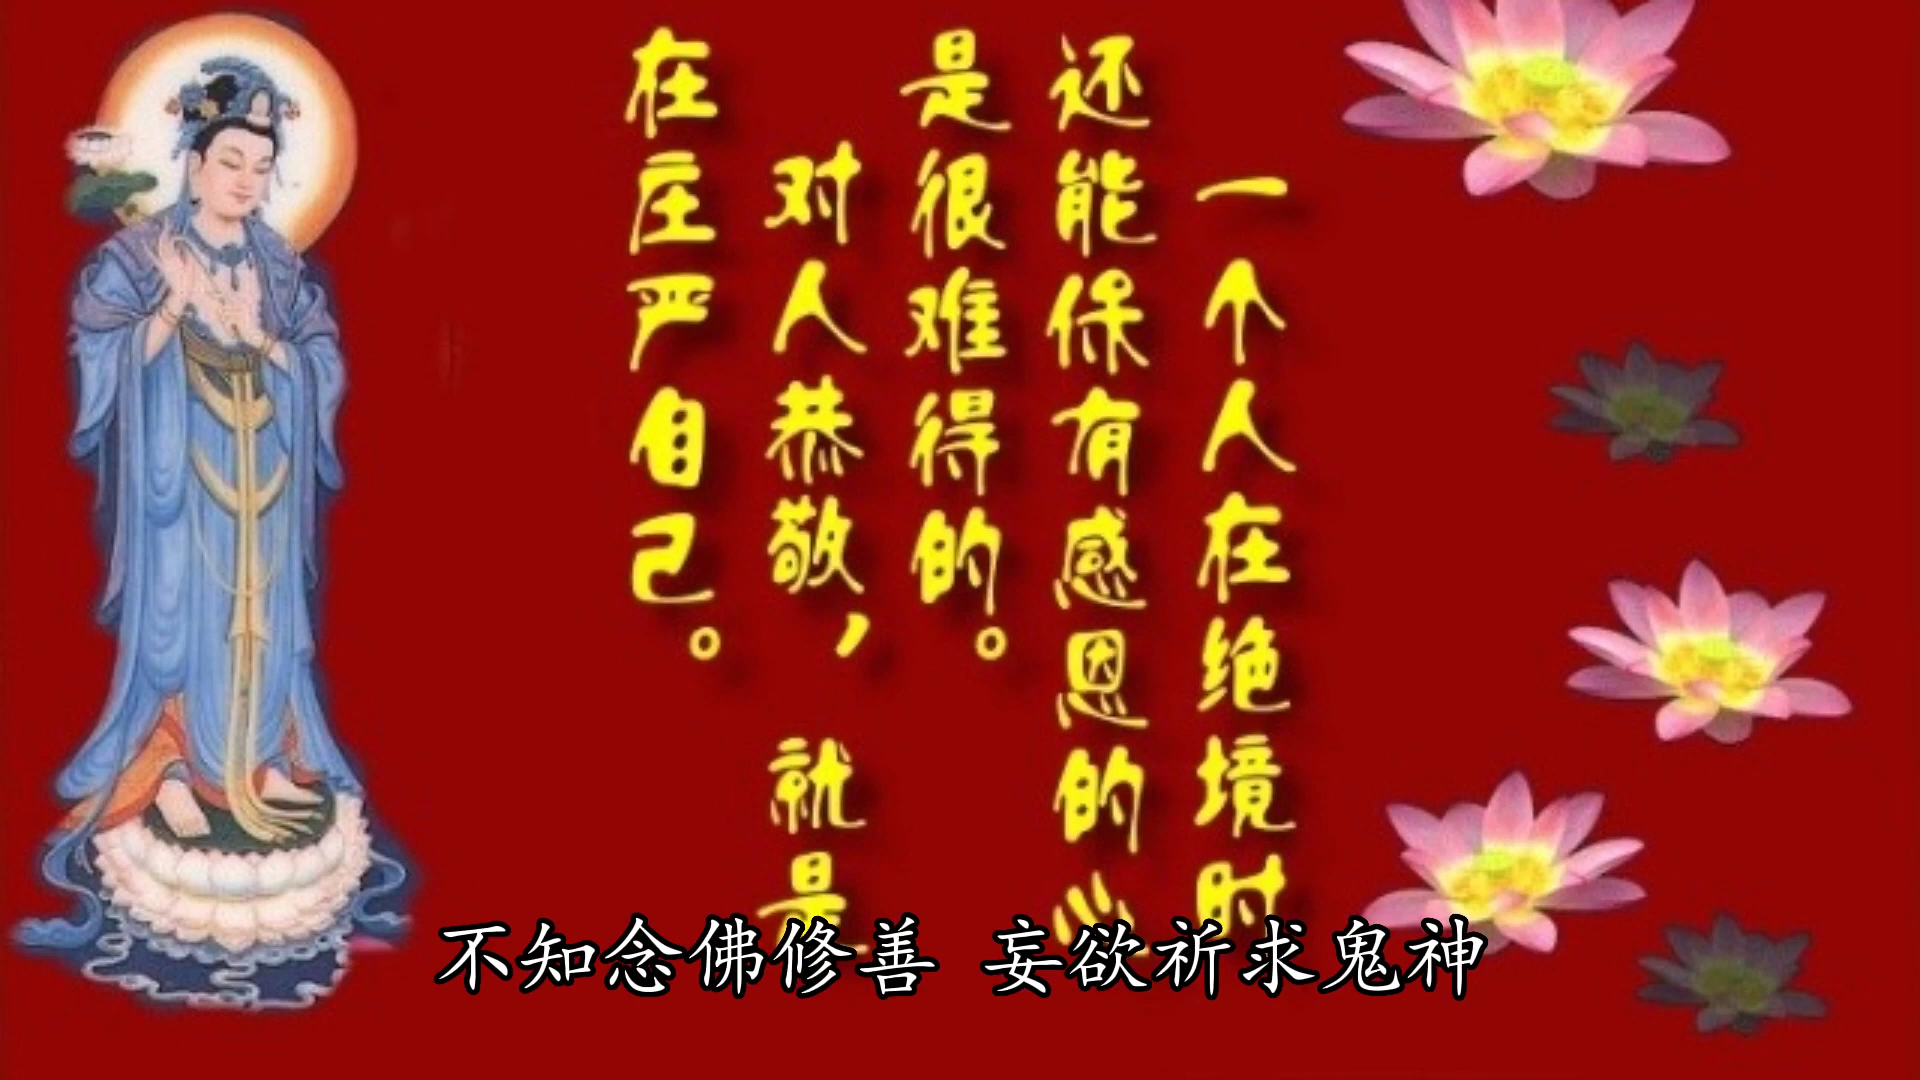 一个人在绝境时
还能保有感恩的心
是很难得的。
对人恭敬，就是
在庄严自己。
不知念佛修善 妄欲祈求鬼神